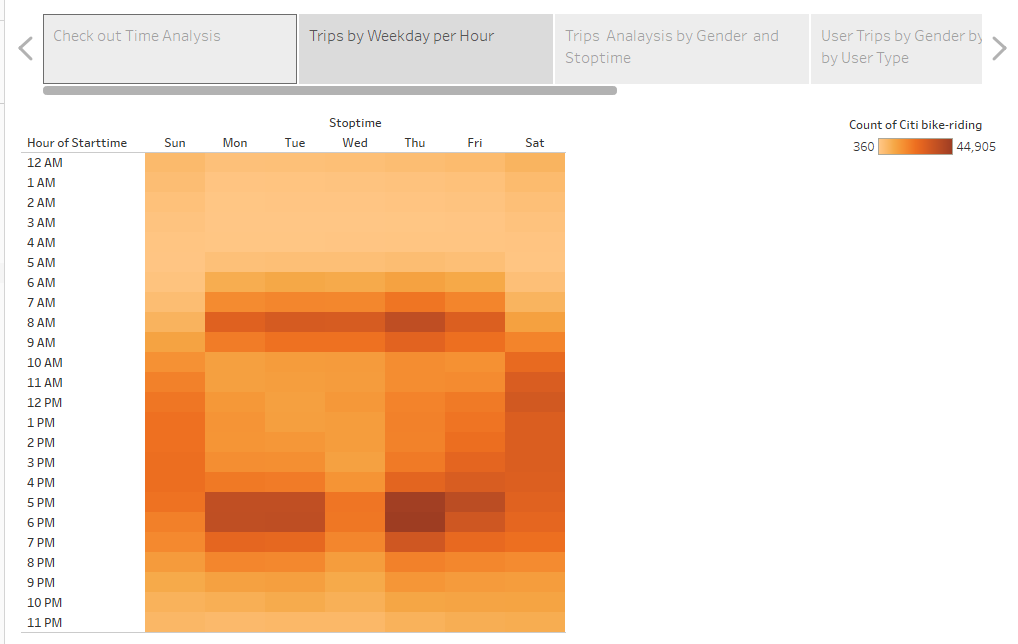 Check out Time Analysis
Trips by Weekday per Hour
Trips Analaysis by Gender and
Stoptime
User Trips by Gender by
by User Type
Stoptime
Hour of Starttime Sun Mon Tue Wed Thu Fri Sat
Count of Citi bike-riding
360 44,905
12 AM
1 AM
2 AM
3 AM
4 AM
5 AM
6 AM
7 AM
8 AM
9 AM
10 AM
11 AM
12 PM
1 PM
2 PM
3 PM
4 PM
5 PM
6 PM
7 PM
8 PM
9 PM
10 PM
11 PM